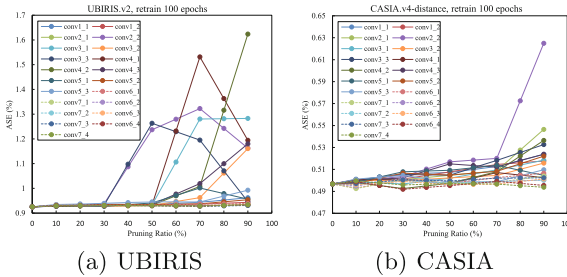 UBIRIS.v2, retrain 100 epochs
1.7
1.6
1.5
1.4
1.3
1.2
1.1
1
0.9
ASE (%)
conv1_1 conv1_2
conv2_1 conv2_2
conv3_1 conv3_2
conv3_3 conv4_1
conv4_2 conv4_3
conv5_1 conv5_2
conv5_3 conv6_1
conv7_1 conv6_2
conv7_2 conv6_3
conv7_3 conv6_4
conv7_4
0 10 20 30 40 50 60 70 80 90 100
Pruning Ratio (%)
(a) UBIRIS
CASIA.v4-distance, retrain 100 epochs
0.65
0.63
0.61
0.59
0.57
0.55
0.53
0.51
0.49
0.47
ASE (%)
conv1_1 conv1_2
conv2_1 conv2_2
conv3_1 conv3_2
conv3_3 conv4_1
conv4_2 conv4_3
conv5_1 conv5_2
conv5_3 conv6_1
conv7_1 conv6_2
conv7_2 conv6_3
conv7_3 conv6_4
conv7_4
0 10 20 30 40 50 60 70 80 90 100
Pruning Ratio (%)
(b) CASIA